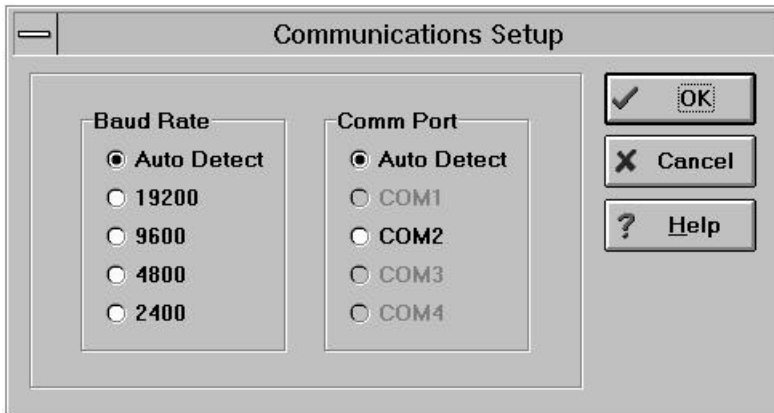 Communications Setup
Baud Rate
Auto Detect
19200
9600
4800
2400
Comm Port
Auto Detect
COM1
COM2
COM3
COM4
OK
Cancel
? Help